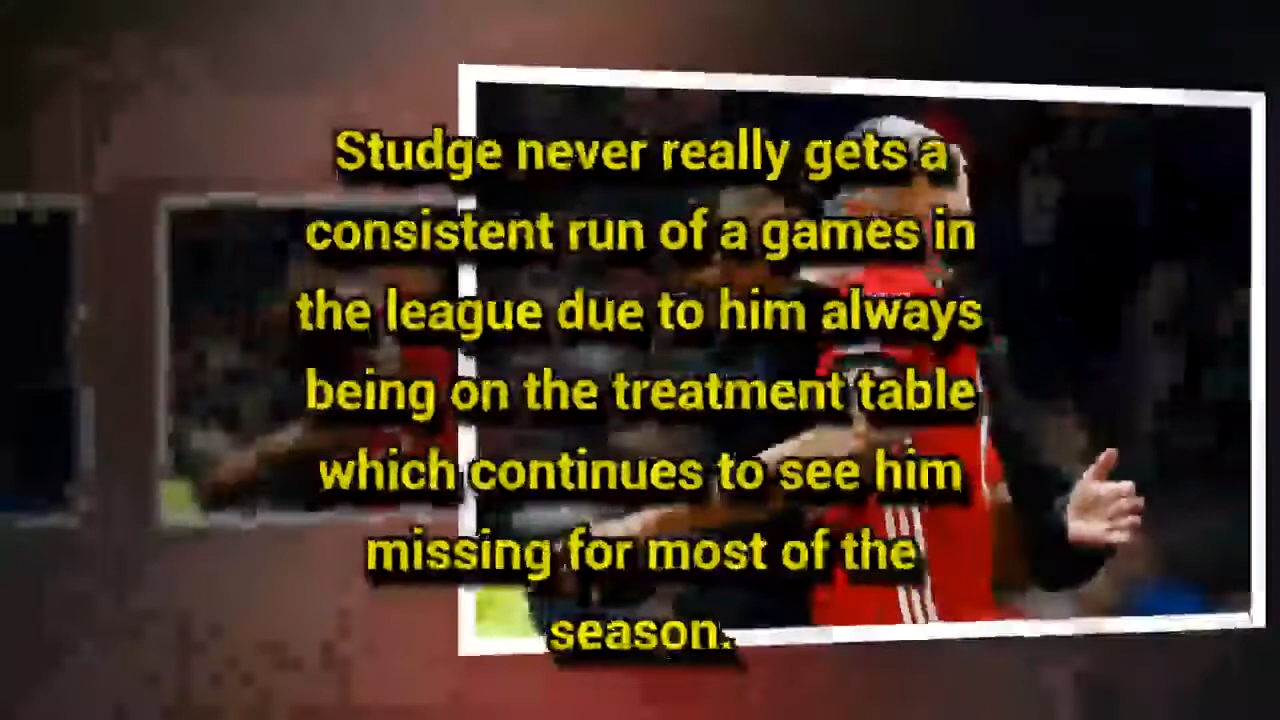 Studge never really gets a
consistent run of a games in
the league due to him always
being on the treatment table
which continues to see him
missing for most of the
season.